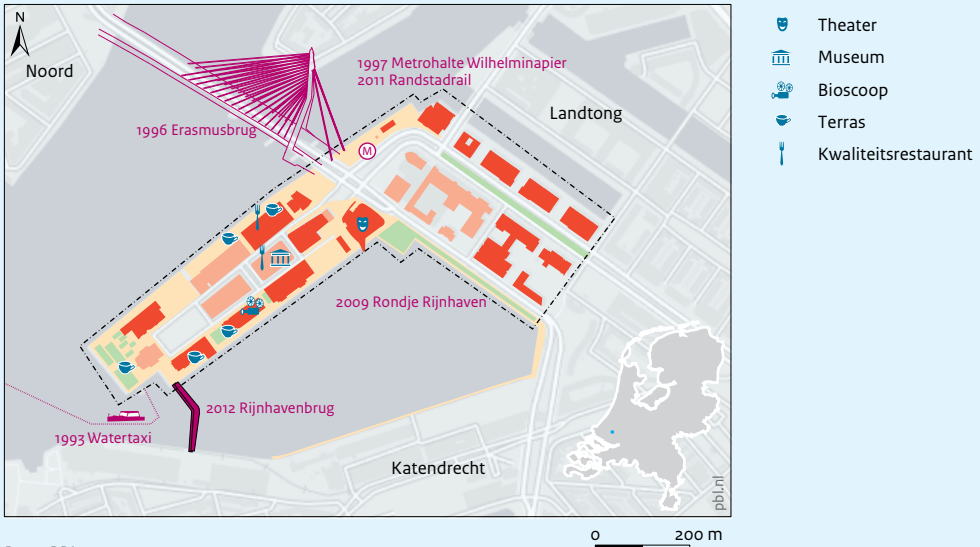 N
Noord
1997 Metrohalte Wilhelminapier
2011 Randstadrail
Landtong
1996 Erasmusbrug
M
2009 Rondje Rijnhaven
2012 Rijnhavenbrug
1993 Watertaxi
Katendrecht
pbl.nl
Theater
Museum
Bioscoop
Terras
Kwaliteitsrestaurant
0 200 m